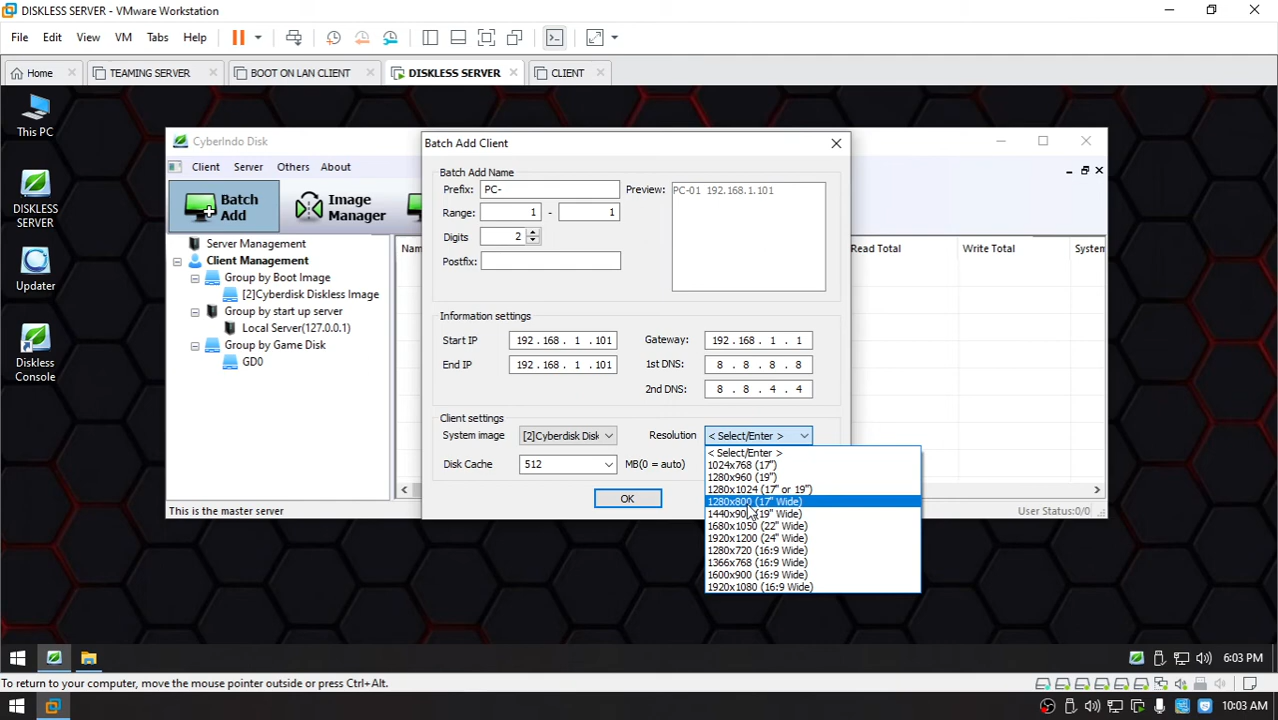 DISKLESS SERVER - VMware Workstation
File Edit View VM Tabs Help
Home TEAMING SERVER BOOT ON LAN CLIENT DISKLESS SERVER CLIENT
This PC
DISKLESS SERVER
Updater
Diskless Console
CyberIndo Disk
Client Server Others About
Batch Add
Image Manager
Server Management
Client Management
Group by Boot Image
[2]Cyberdisk Diskless Image
Group by start up server
Local Server(127.0.0.1)
Group by Game Disk
GD0
Nam
Read Total Write Total System
This is the master server
User Status:0/0
Batch Add Client
Batch Add Name
Prefix: PC- Preview: PC-01 192.168.1.101
Range: 1 - 1
Digits 2
Postfix:
Information settings
Start IP 192 . 168 . 1 . 101 Gateway: 192 . 168 . 1 . 1
End IP 192 . 168 . 1 . 101 1st DNS: 8 . 8 . 8 . 8
2nd DNS: 8 . 8 . 4 . 4
Client settings
System image [2]Cyberdisk Disk Resolution < Select/Enter >
Disk Cache 512 MB(0 = auto)
OK
< Select/Enter >
1024x768 (17")
1280x960 (19")
1280x1024 (17" or 19")
1280x800 (17" Wide)
1440x900 (19" Wide)
1680x1050 (22" Wide)
1920x1200 (24" Wide)
1280x720 (16:9 Wide)
1366x768 (16:9 Wide)
1600x900 (16:9 Wide)
1920x1080 (16:9 Wide)
6:03 PM
To return to your computer, move the mouse pointer outside or press Ctrl+Alt.
10:03 AM